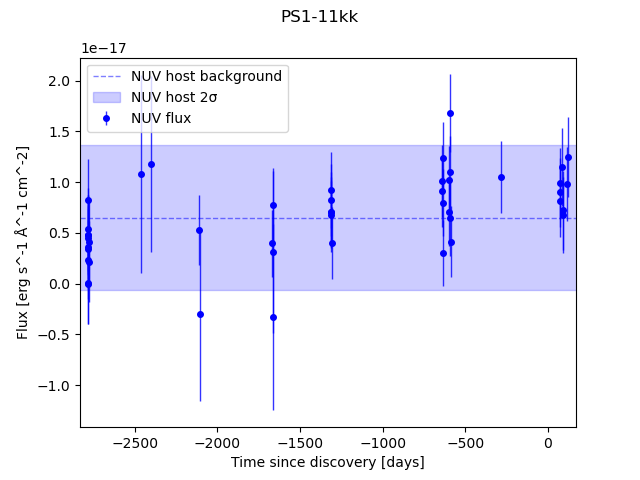 PS1-11kk
1e−17
NUV host background
NUV host 2σ
NUV flux
2.0
1.5
1.0
0.5
0.0
−0.5
−1.0
Flux [erg s^-1 Å^-1 cm^-2]
−2500 −2000 −1500 −1000 −500 0
Time since discovery [days]